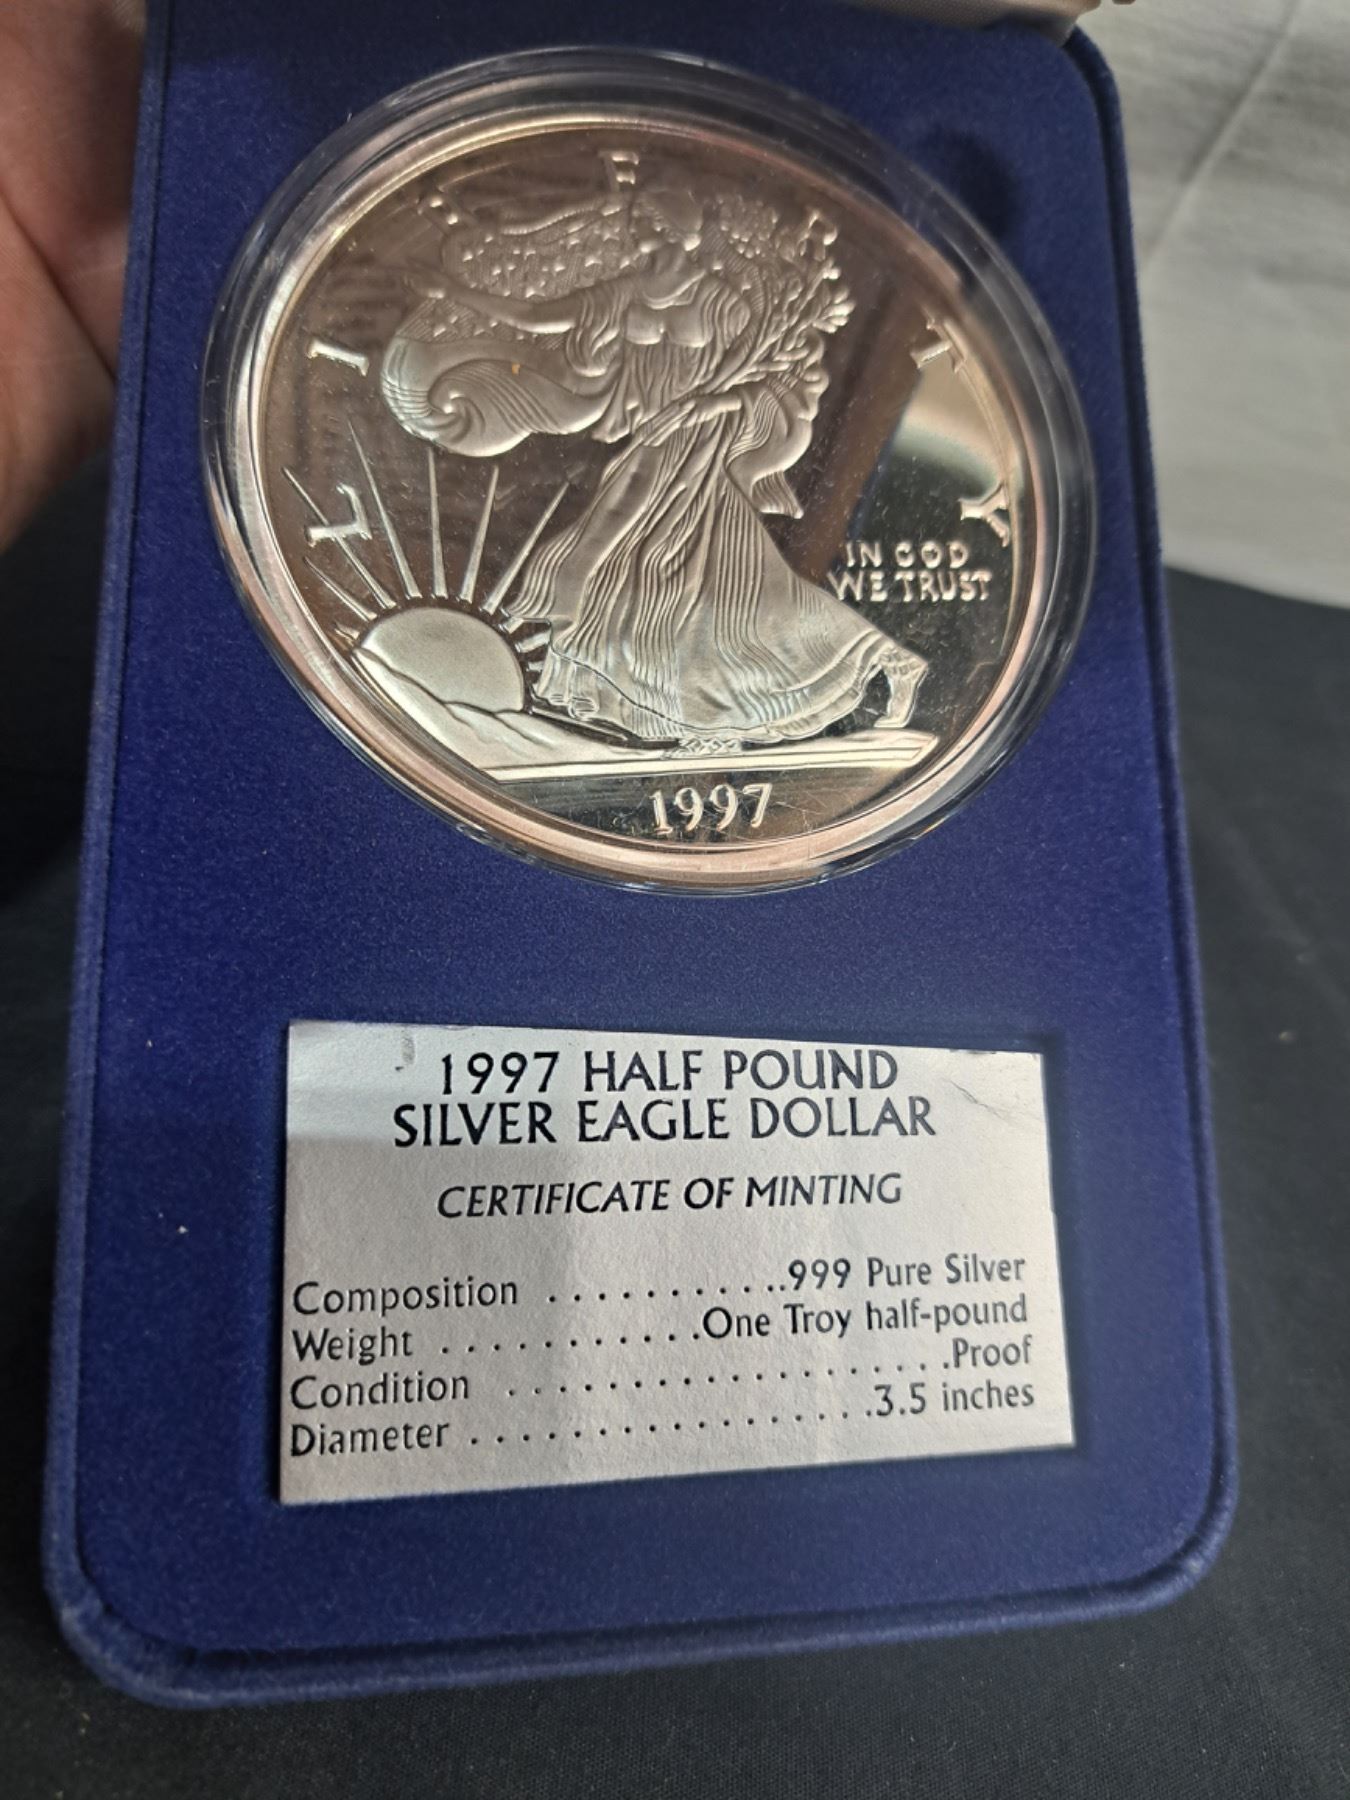 LIBERTY
IN GOD
WE TRUST
1997
1997 HALF POUND
SILVER EAGLE DOLLAR
CERTIFICATE OF MINTING
Composition . . . . . . . . . . ..999 Pure Silver
Weight . . . . . . . . . . . .One Troy half-pound
Condition . . . . . . . . . . . . . . . . . . .Proof
Diameter . . . . . . . . . . . . . . . . .3.5 inches